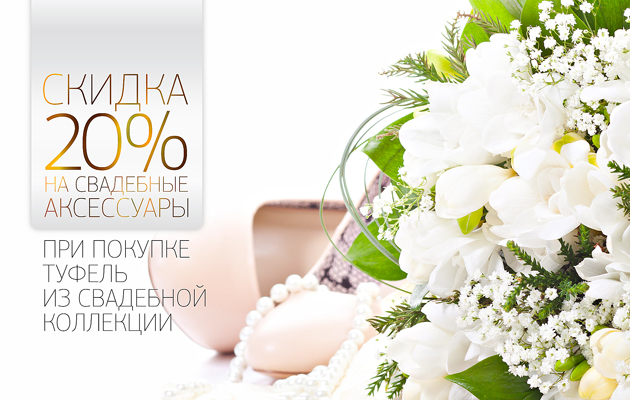 СКИДКА
20%
НА СВАДЕБНЫЕ
АКСЕССУАРЫ
ПРИ ПОКУПКЕ
ТУФЕЛЬ
ИЗ СВАДЕБНОЙ
КОЛЛЕКЦИИ